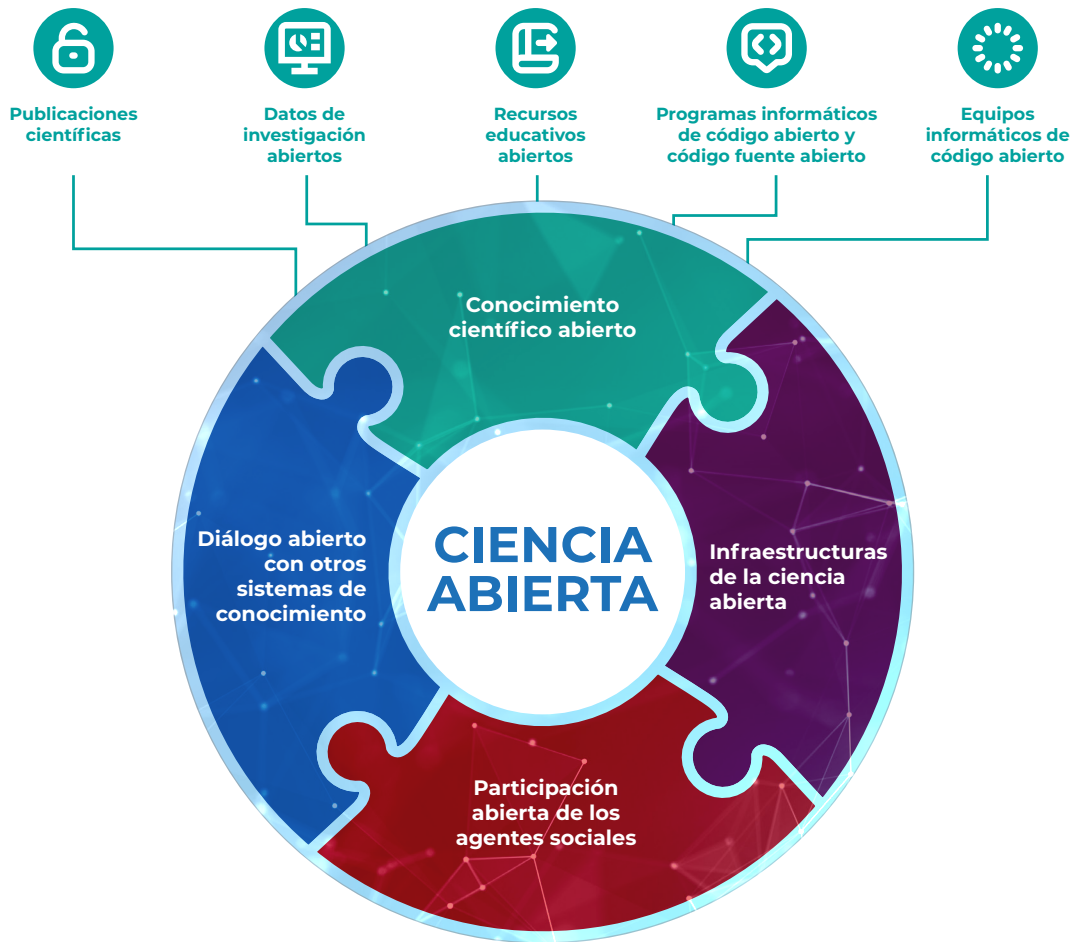 Publicaciones
científicas
Datos de
investigación
abiertos
Recursos
educativos
abiertos
Programas informáticos
de código abierto y
código fuente abierto
Equipos
informáticos de
código abierto
Conocimiento
científico abierto
Diálogo abierto
con otros
sistemas de
conocimiento
CIENCIA
ABIERTA
Infraestructuras
de la ciencia
abierta
Participación
abierta de los
agentes sociales